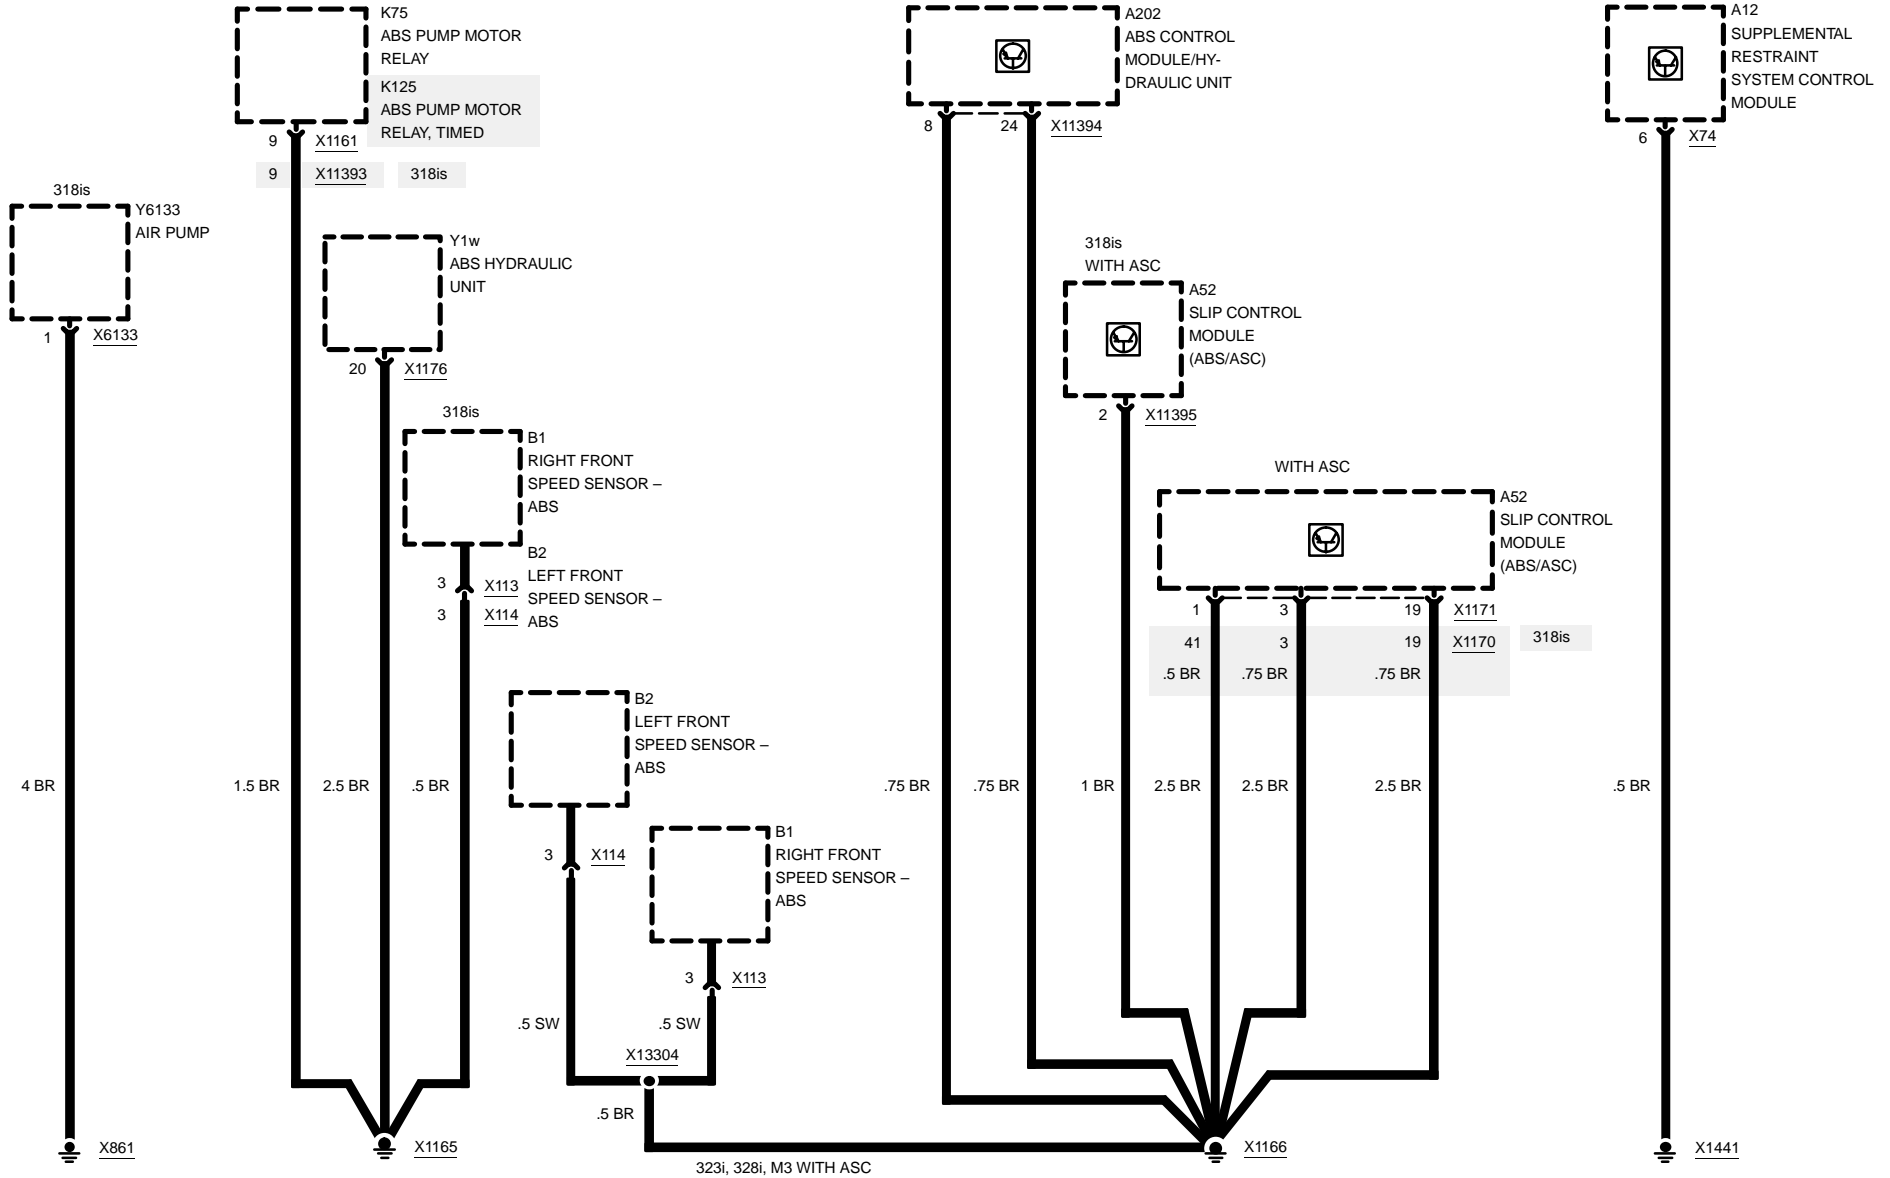 K75
ABS PUMP MOTOR
RELAY
K125
ABS PUMP MOTOR
RELAY, TIMED
9 X1161
9 X11393 318is
318is
Y6133
AIR PUMP
1 X6133
4 BR
X861
Y1w
ABS HYDRAULIC
UNIT
20 X1176
318is
B1
RIGHT FRONT
SPEED SENSOR –
ABS
B2
LEFT FRONT
SPEED SENSOR –
ABS
3 X113
3 X114
1.5 BR 2.5 BR .5 BR
X1165
B2
LEFT FRONT
SPEED SENSOR –
ABS
3 X114
B1
RIGHT FRONT
SPEED SENSOR –
ABS
3 X113
.5 SW .5 SW
X13304
.5 BR
323i, 328i, M3 WITH ASC
A202
ABS CONTROL
MODULE/HY-
DRAULIC UNIT
8 24 X11394
318is
WITH ASC
A52
SLIP CONTROL
MODULE
(ABS/ASC)
2 X11395
WITH ASC
A52
SLIP CONTROL
MODULE
(ABS/ASC)
1 3 19 X1171
41 3 19 X1170 318is
.5 BR .75 BR .75 BR
.75 BR .75 BR 1 BR 2.5 BR 2.5 BR 2.5 BR
X1166
A12
SUPPLEMENTAL
RESTRAINT
SYSTEM CONTROL
MODULE
6 X74
.5 BR
X1441